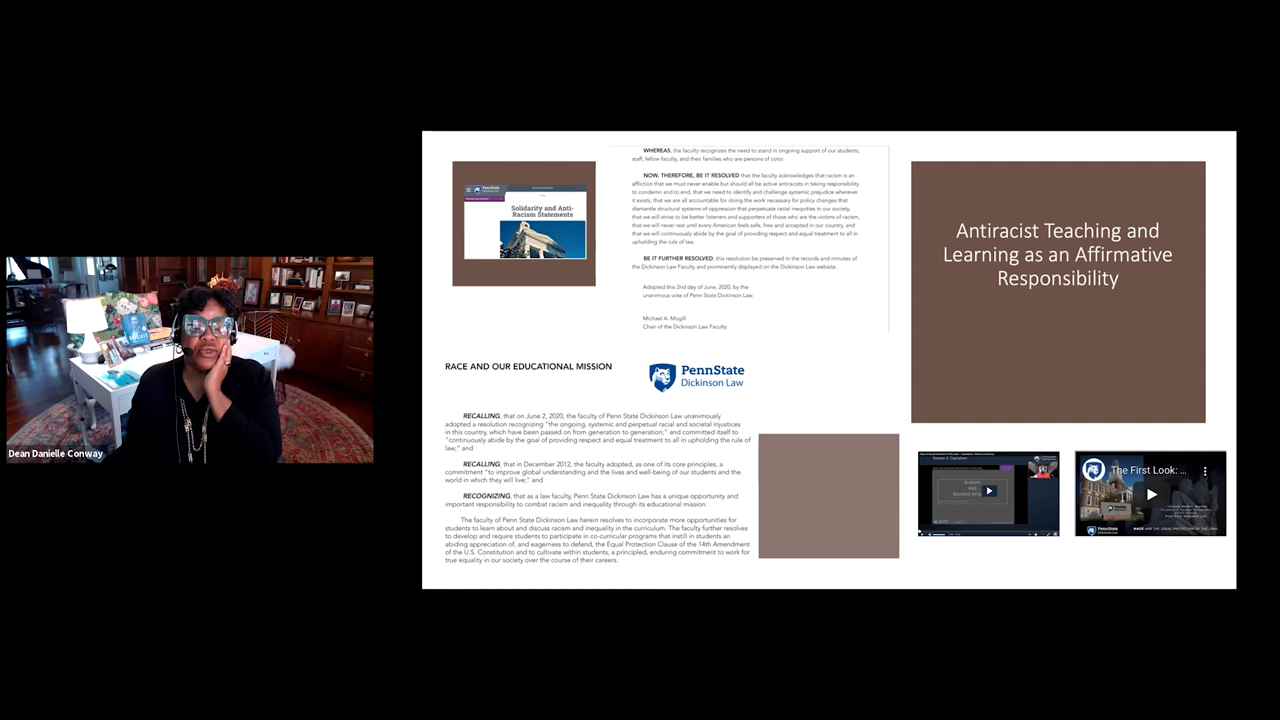 Dean Danielle Conway
PennState
Solidarity and Anti-
Racism Statements
WHEREAS, the faculty recognizes the need to stand in ongoing support of our students,
staff, fellow faculty, and their families who are persons of color:
NOW, THEREFORE, BE IT RESOLVED that the faculty acknowledges that racism is an
affliction that we must never enable but should all be active antiracists in taking responsibility
to condemn and to end, that we need to identify and challenge systemic prejudice wherever
it exists, that we are all accountable for doing the work necessary for policy changes that
dismantle structural systems of oppression that perpetuate racial inequities in our society,
that we will strive to be better listeners and supporters of those who are the victims of racism,
that we will never rest until every American feels safe, free and accepted in our country, and
that we will continuously abide by the goal of providing respect and equal treatment to all in
upholding the rule of law.
BE IT FURTHER RESOLVED, this resolution be preserved in the records and minutes of
the Dickinson Law Faculty and prominently displayed on the Dickinson Law website.
Adopted this 2nd day of June, 2020, by the
unanimous vote of Penn State Dickinson Law.
Michael A. Mogill
Chair of the Dickinson Law Faculty
Antiracist Teaching and
Learning as an Affirmative
Responsibility
RACE AND OUR EDUCATIONAL MISSION
PennState
Dickinson Law
RECALLING, that on June 2, 2020, the faculty of Penn State Dickinson Law unanimously
adopted a resolution recognizing "the ongoing, systemic and perpetual racial and societal injustices
in this country, which have been passed on from generation to generation;" and committed itself to
"continuously abide by the goal of providing respect and equal treatment to all in upholding the rule of
law;" and
RECALLING, that in December 2012, the faculty adopted, as one of its core principles, a
commitment "to improve global understanding and the lives and well-being of our students and the
world in which they will live;" and
RECOGNIZING, that as a law faculty, Penn State Dickinson Law has a unique opportunity and
important responsibility to combat racism and inequality through its educational mission.
The faculty of Penn State Dickinson Law herein resolves to incorporate more opportunities for
students to learn about and discuss racism and inequality in the curriculum. The faculty further resolves
to develop and require students to participate in co-curricular programs that instill in students an
abiding appreciation of, and eagerness to defend, the Equal Protection Clause of the 14th Amendment
of the U.S. Constitution and to cultivate within students, a principled, enduring commitment to work for
true equality in our society over the course of their careers.
The First Look: ...
PennState